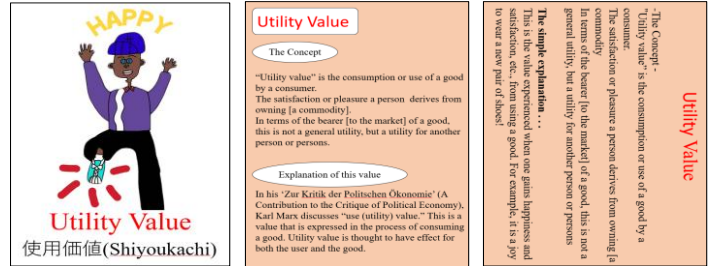 HAPPY
Utility Value
使用価値(Shiyoukachi)
Utility Value
The Concept
“Utility value” is the consumption or use of a good
by a consumer.
The satisfaction or pleasure a person derives from
owning [a commodity].
In terms of the bearer [to the market] of a good,
this is not a general utility, but a utility for another
person or persons.
Explanation of this value
In his ‘Zur Kritik der Politschen Ökonomie’ (A
Contribution to the Critique of Political Economy),
Karl Marx discusses “use (utility) value.” This is a
value that is expressed in the process of consuming
a good. Utility value is thought to have effect for
both the user and the good.
Utility Value
-The Concept -
"Utility value" is the consumption or use of a good by a
consumer.
The satisfaction or pleasure a person derives from owning [a
commodity
In terms of the bearer [to the market] of a good, this is not a
general utility, but a utility for another person or persons
The simple explanation . . .
This is the value experienced when one gains happiness and
satisfaction, etc., from using a good. For example, it is a joy
to wear a new pair of shoes!